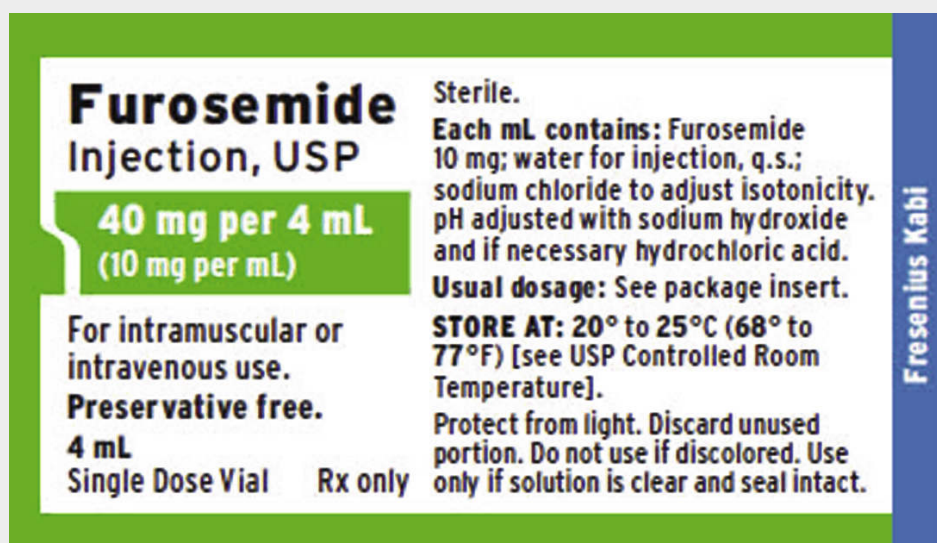 Furosemide
Injection, USP
40 mg per 4 mL
(10 mg per mL)
For intramuscular or
intravenous use.
Preservative free.
4 mL
Single Dose Vial Rx only
Sterile.
Each mL contains: Furosemide
10 mg; water for injection, q.s.;
sodium chloride to adjust isotonicity.
pH adjusted with sodium hydroxide
and if necessary hydrochloric acid.
Usual dosage: See package insert.
STORE AT: 20° to 25°C (68° to
77°F) [see USP Controlled Room
Temperature].
Protect from light. Discard unused
portion. Do not use if discolored. Use
only if solution is clear and seal intact.
Fresenius Kabi